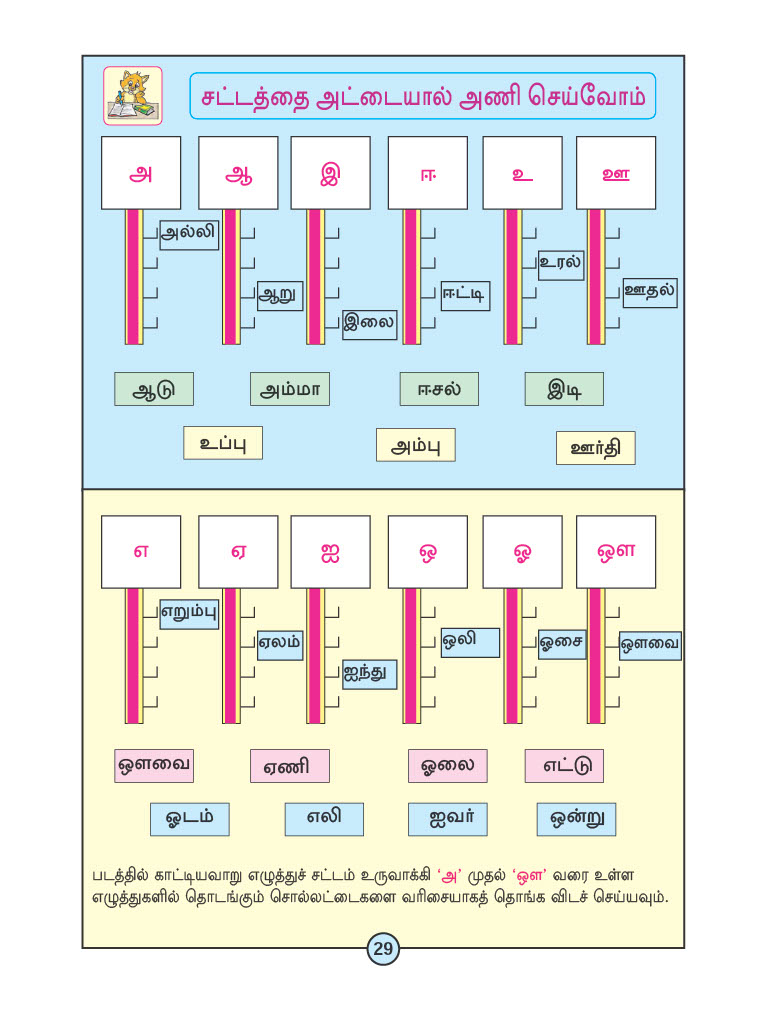 சட்டத்தை அட்டையால் அணி செய்வோம்
அ ஆ இ ஈ உ ஊ
அல்லி
உரல்
ஆறு ஈட்டி ஊதல்
இலை
ஆடு அம்மா ஈசல் இடி
உப்பு அம்பு ஊர்தி
எ ஏ ஐ ஒ ஓ ஔ
எறும்பு
ஏலம் ஒலி ஓசை ஔவை
ஐந்து
ஔவை ஏணி ஓலை எட்டு
ஓடம் எலி ஐவர் ஒன்று
படத்தில் காட்டியவாறு எழுத்துச் சட்டம் உருவாக்கி ‘அ’ முதல் ‘ஔ’ வரை உள்ள
எழுத்துகளில் தொடங்கும் சொல்லட்டைகளை வரிசையாகத் தொங்க விடச் செய்யவும்.
29